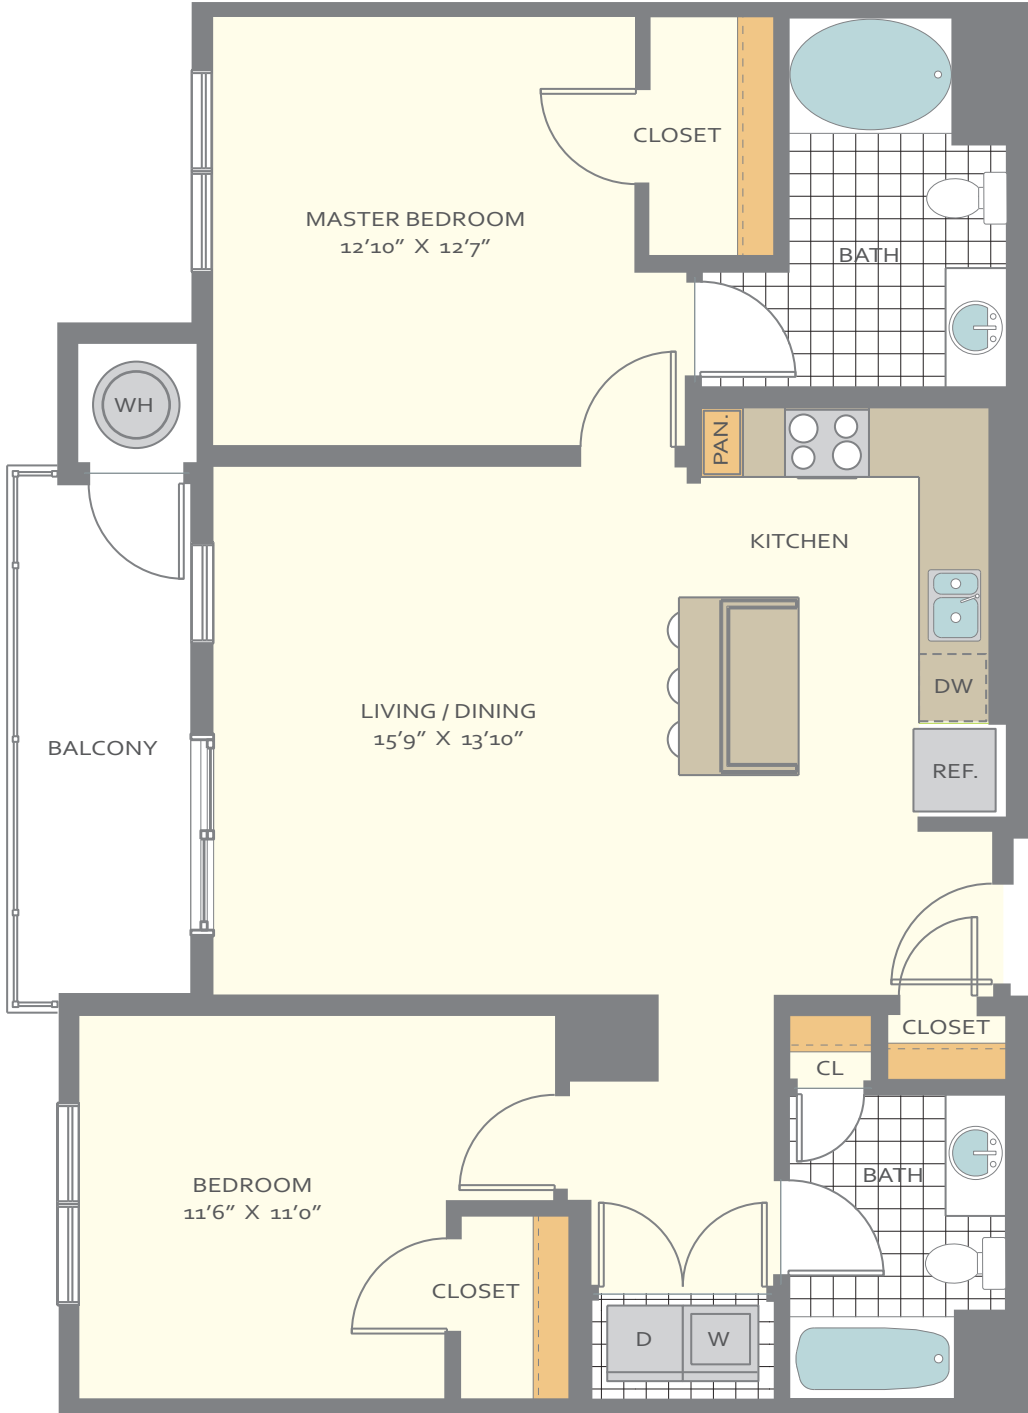 CLOSET
MASTER BEDROOM
12'10" X 12'7"
BATH
WH
PAN.
KITCHEN
DW
LIVING / DINING
15'9" X 13'10"
BALCONY
REF.
CLOSET
CL
BATH
BEDROOM
11'6" X 11'0"
CLOSET
D
W